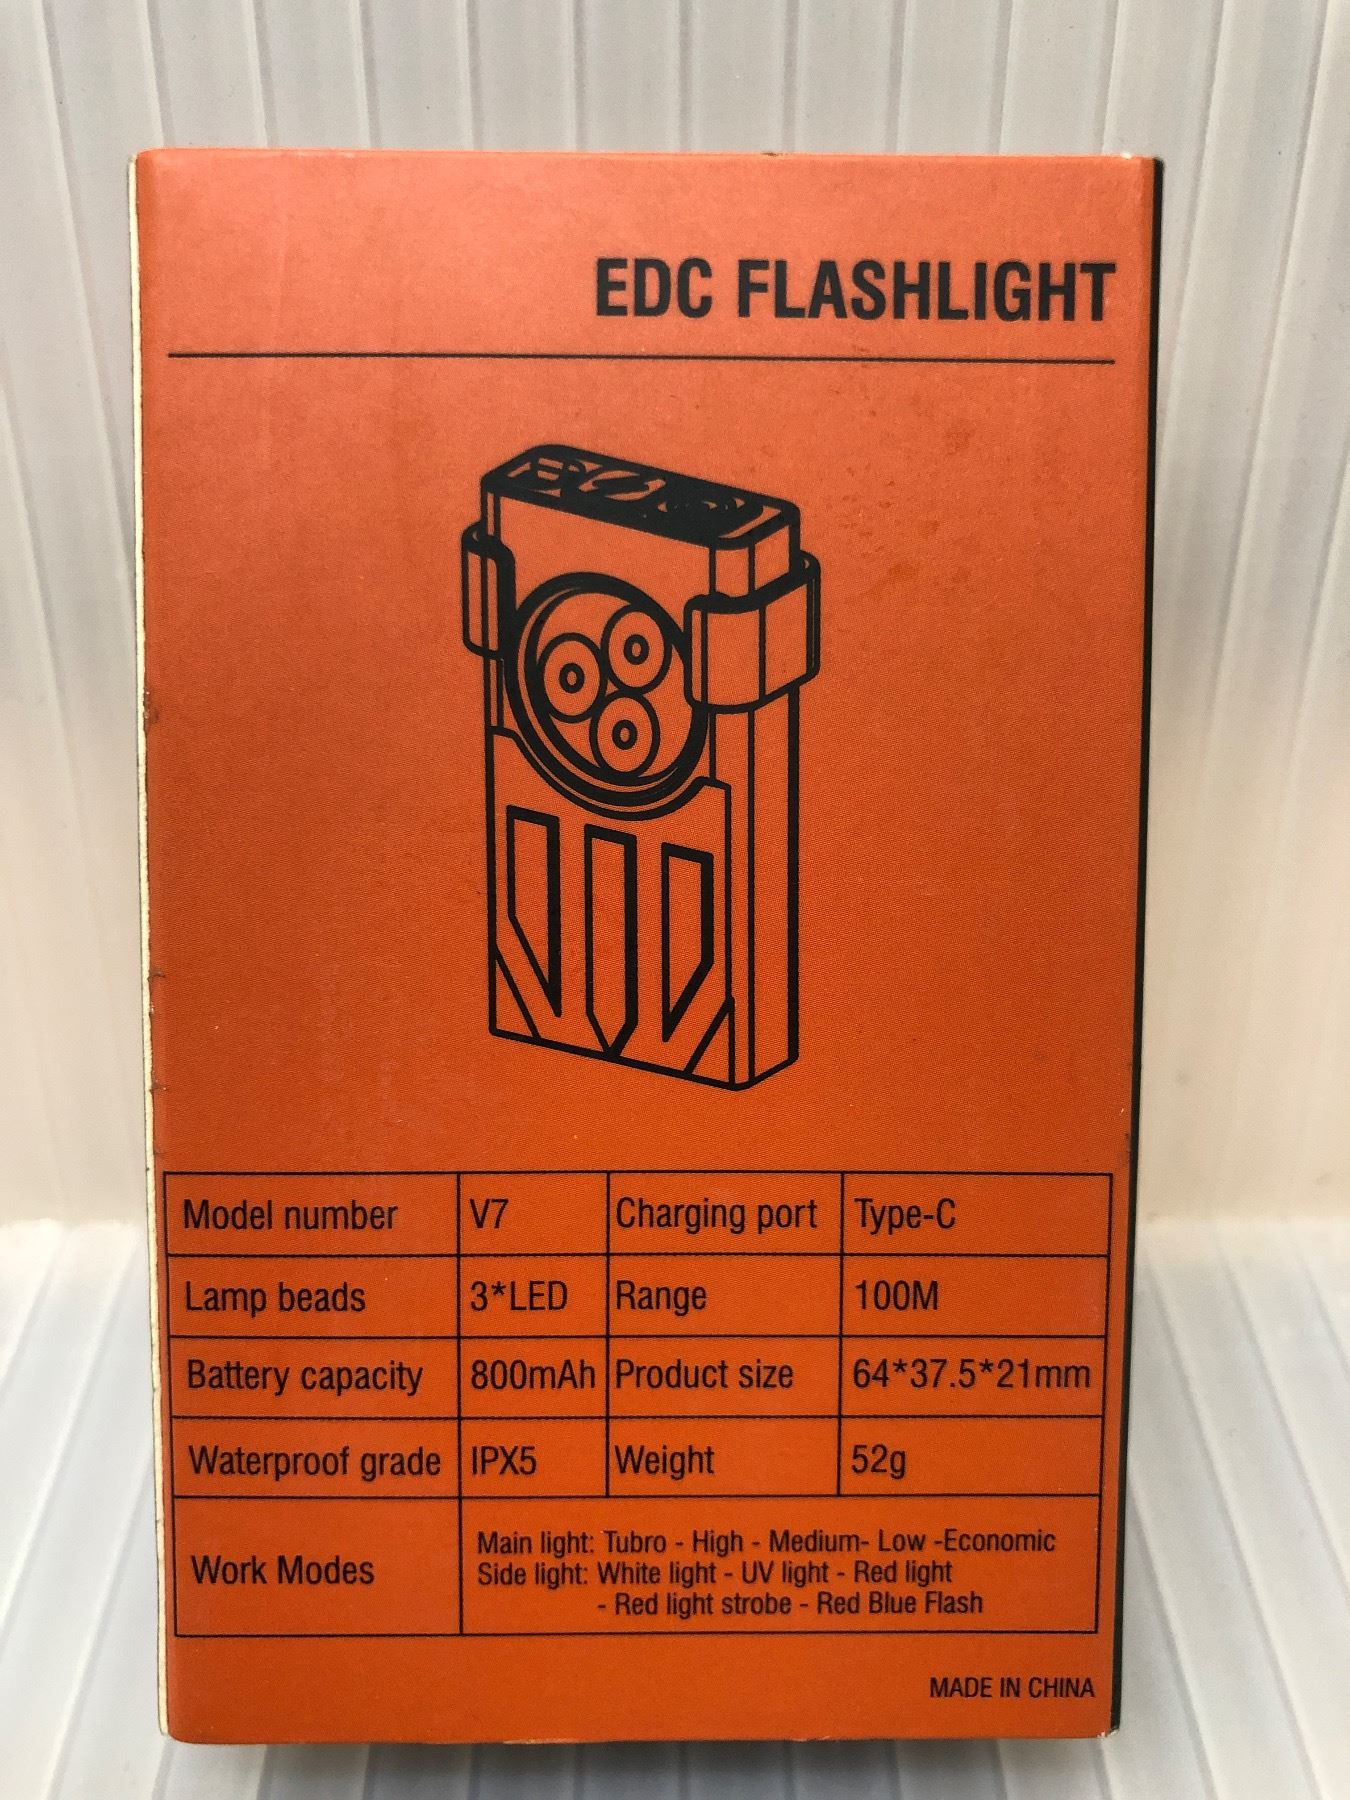 EDC FLASHLIGHT
Model number V7 Charging port Type-C
Lamp beads 3*LED Range 100M
Battery capacity 800mAh Product size 64*37.5*21mm
Waterproof grade IPX5 Weight 52g
Work Modes
Main light: Tubro - High - Medium- Low -Economic
Side light: White light - UV light - Red light
- Red light strobe - Red Blue Flash
MADE IN CHINA